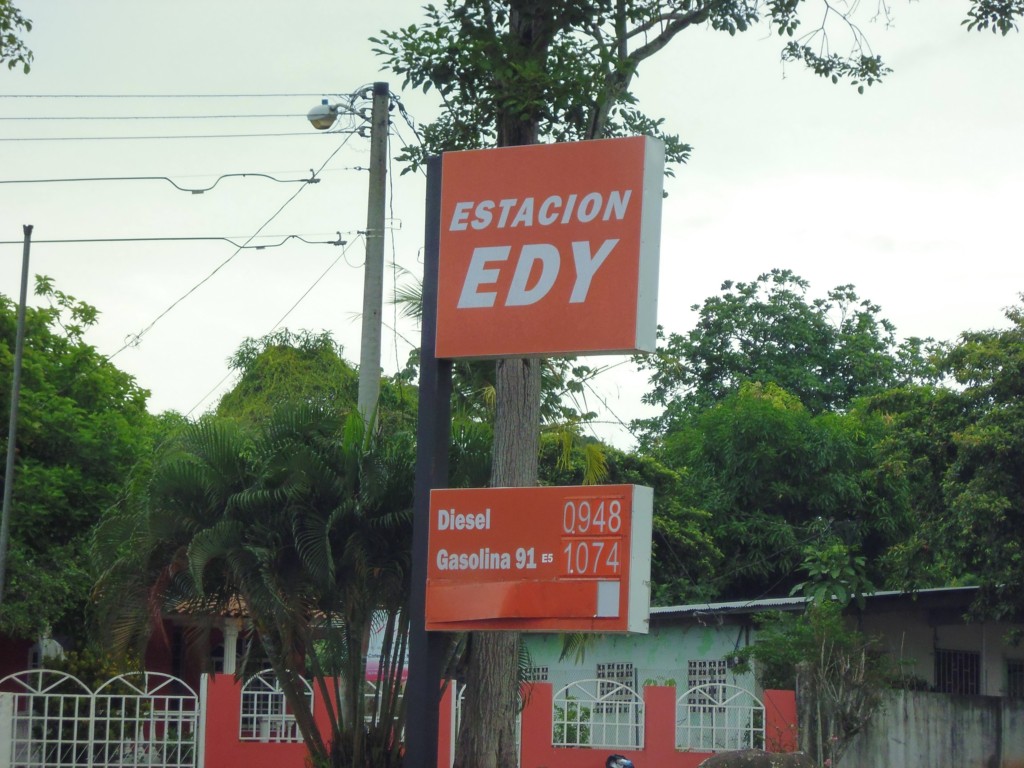 ESTACION
EDY
Diesel 0.948
Gasolina 91 E5 1.074